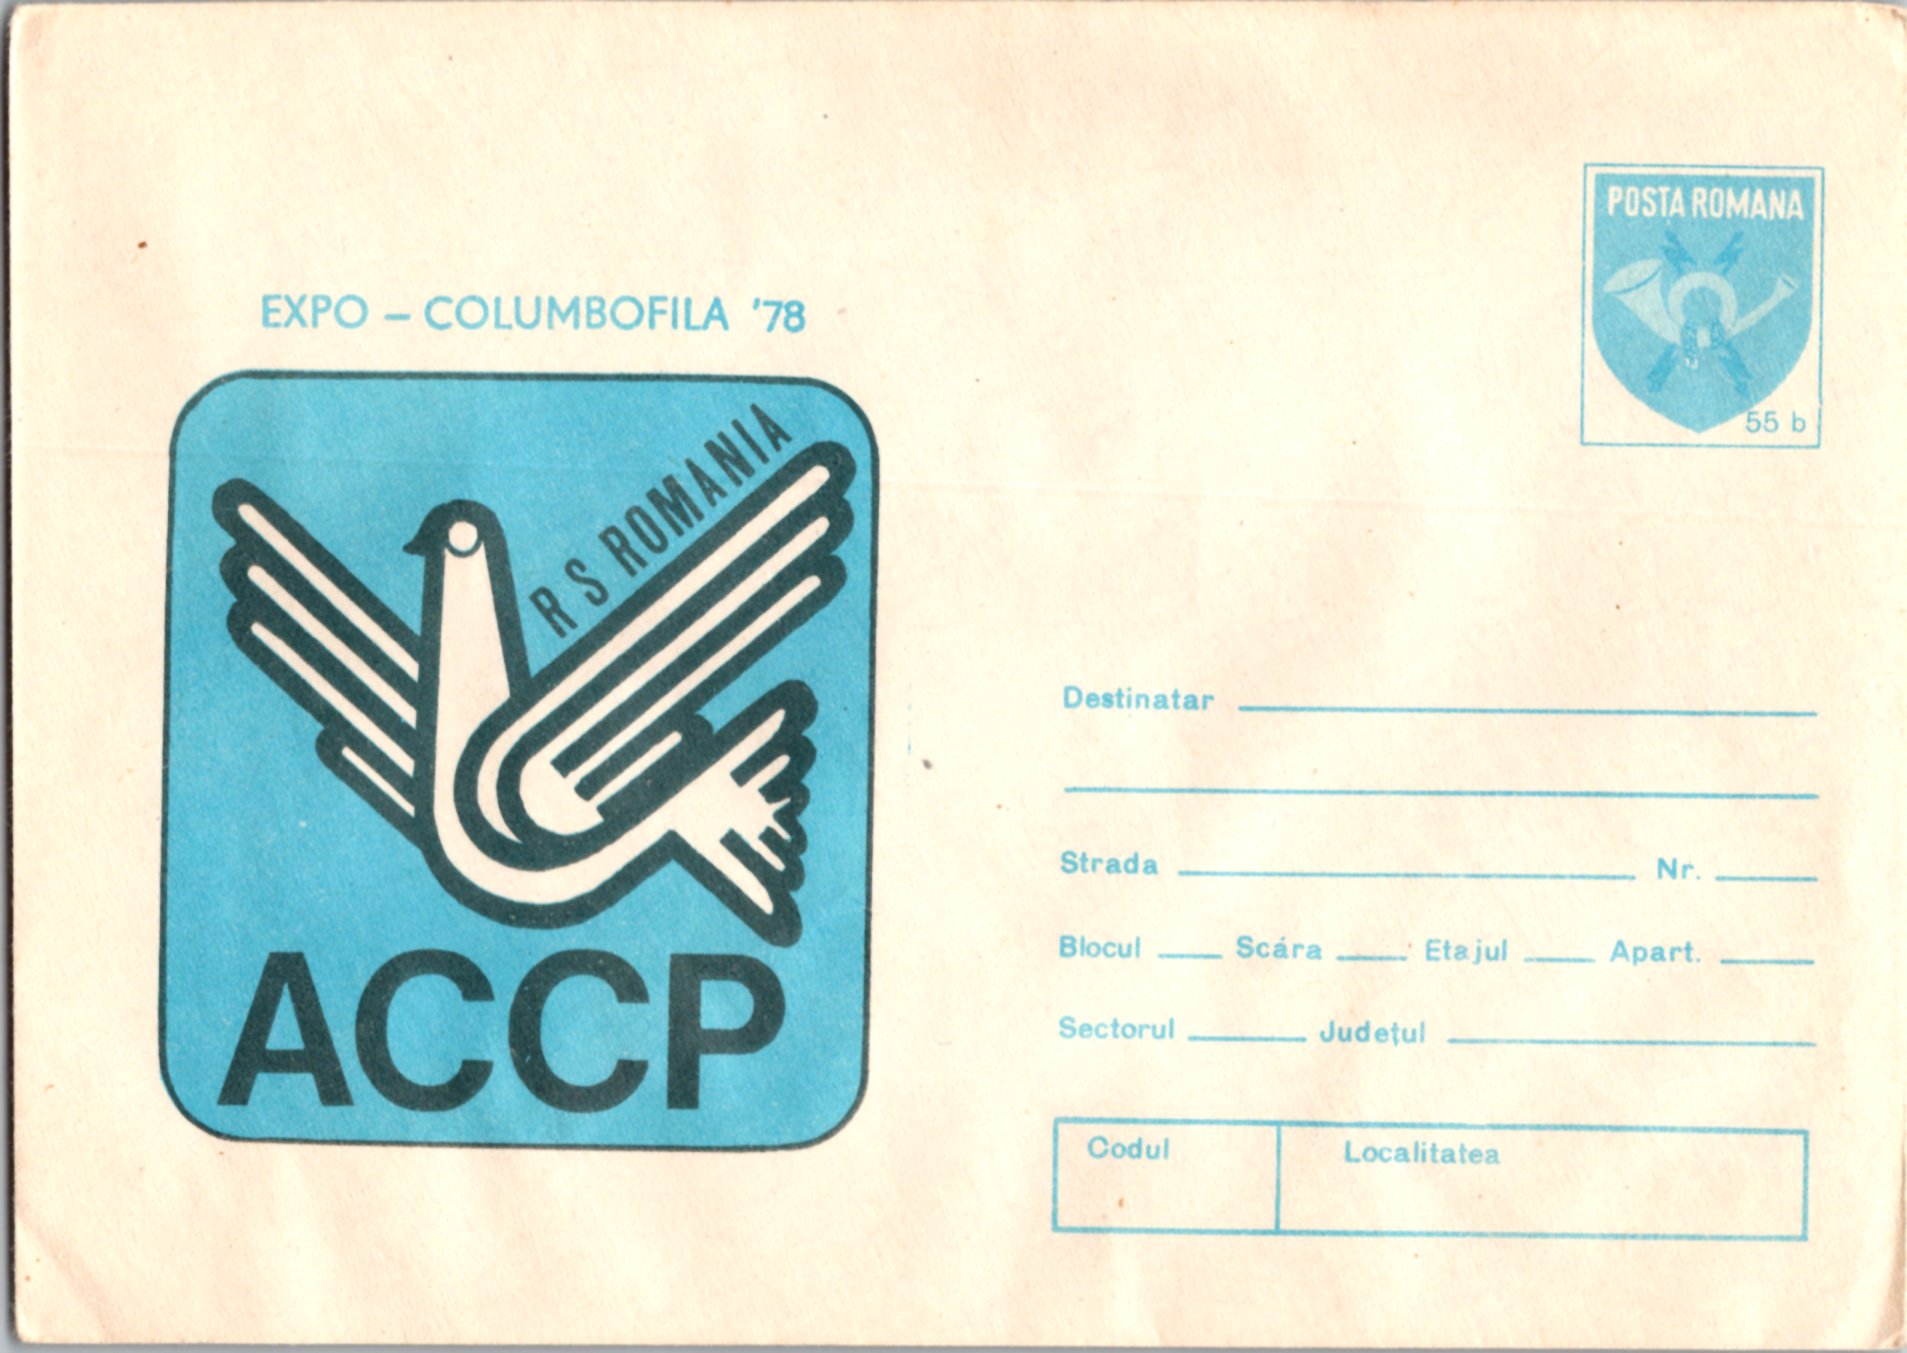 POSTA ROMANA
55 b
EXPO – COLUMBOFILA '78
R S ROMANIA
ACCP
Destinatar
Strada Nr.
Blocul Scára Etajul Apart.
Sectorul Județul
Codul Localitatea